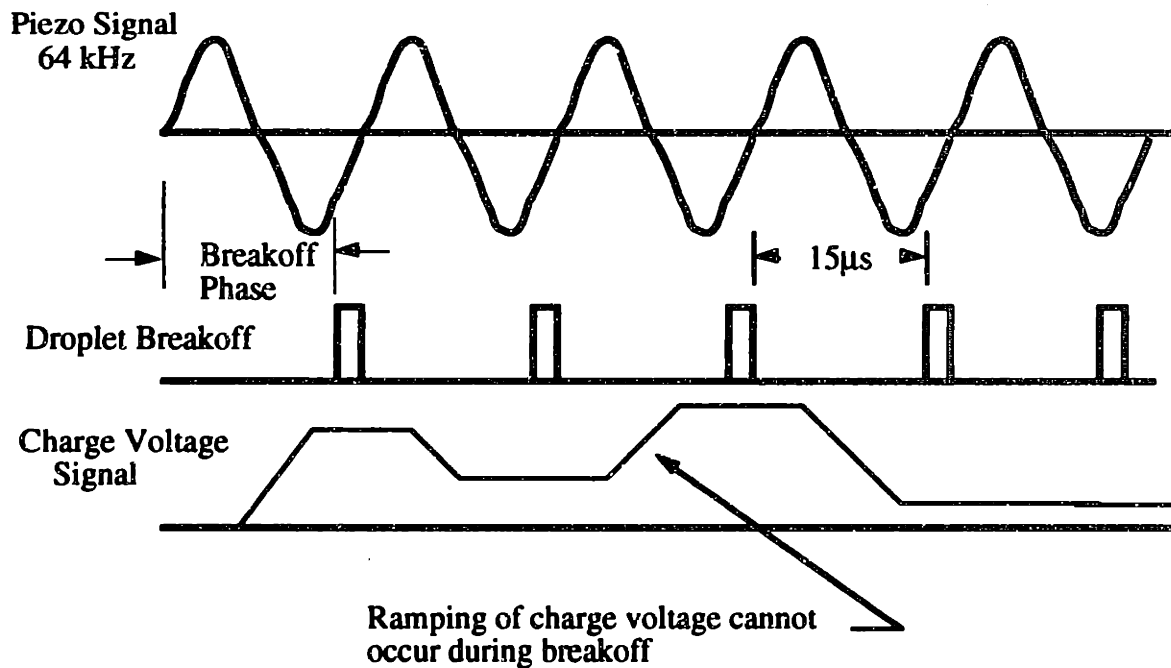 Piezo Signal
64 kHz
Breakoff
Phase
15µs
Droplet Breakoff
Charge Voltage
Signal
Ramping of charge voltage cannot
occur during breakoff